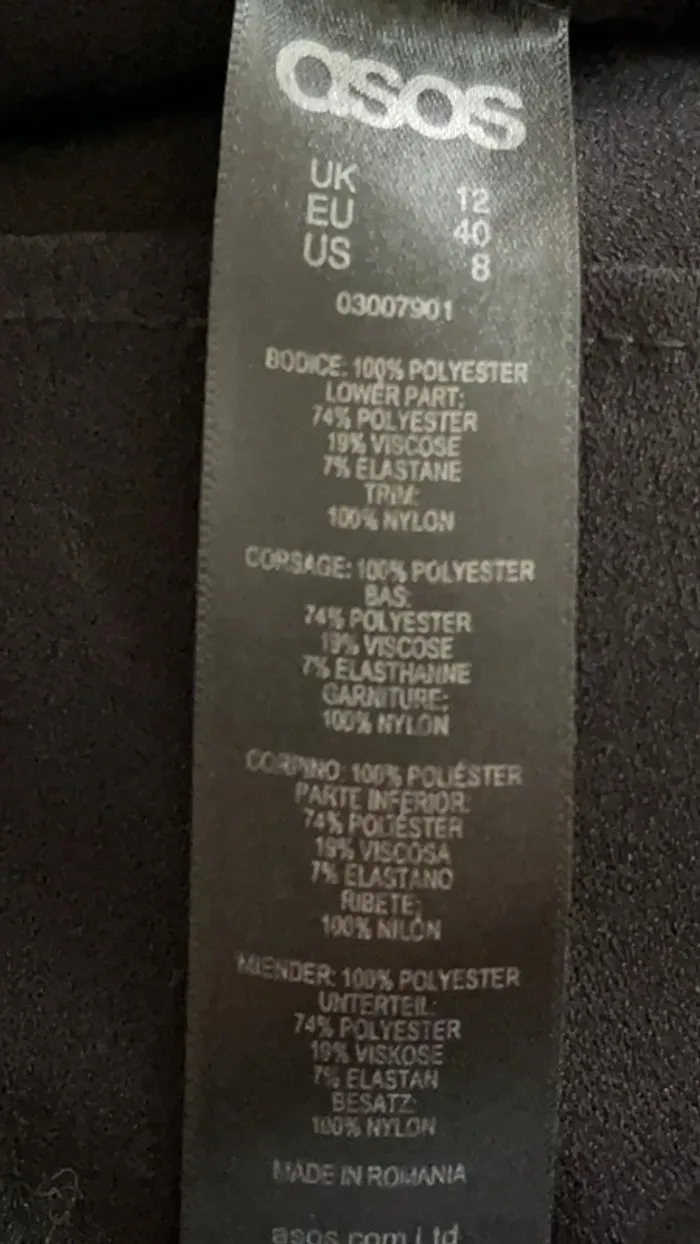 asos
UK 12
EU 40
US 8
03007901
BODICE: 100% POLYESTER
LOWER PART:
74% POLYESTER
19% VISCOSE
7% ELASTANE
TRIM:
100% NYLON
CORSAGE: 100% POLYESTER
BAS:
74% POLYESTER
19% VISCOSE
7% ELASTHANNE
GARNITURE:
100% NYLON
CORPINO: 100% POLIÉSTER
PARTE INFERIOR:
74% POLIÉSTER
19% VISCOSA
7% ELASTANO
RIBETE:
100% NILÓN
MIENDER: 100% POLYESTER
UNTERTEIL:
74% POLYESTER
19% VISKOSE
7% ELASTAN
BESATZ:
100% NYLON
MADE IN ROMANIA
asos.com Ltd